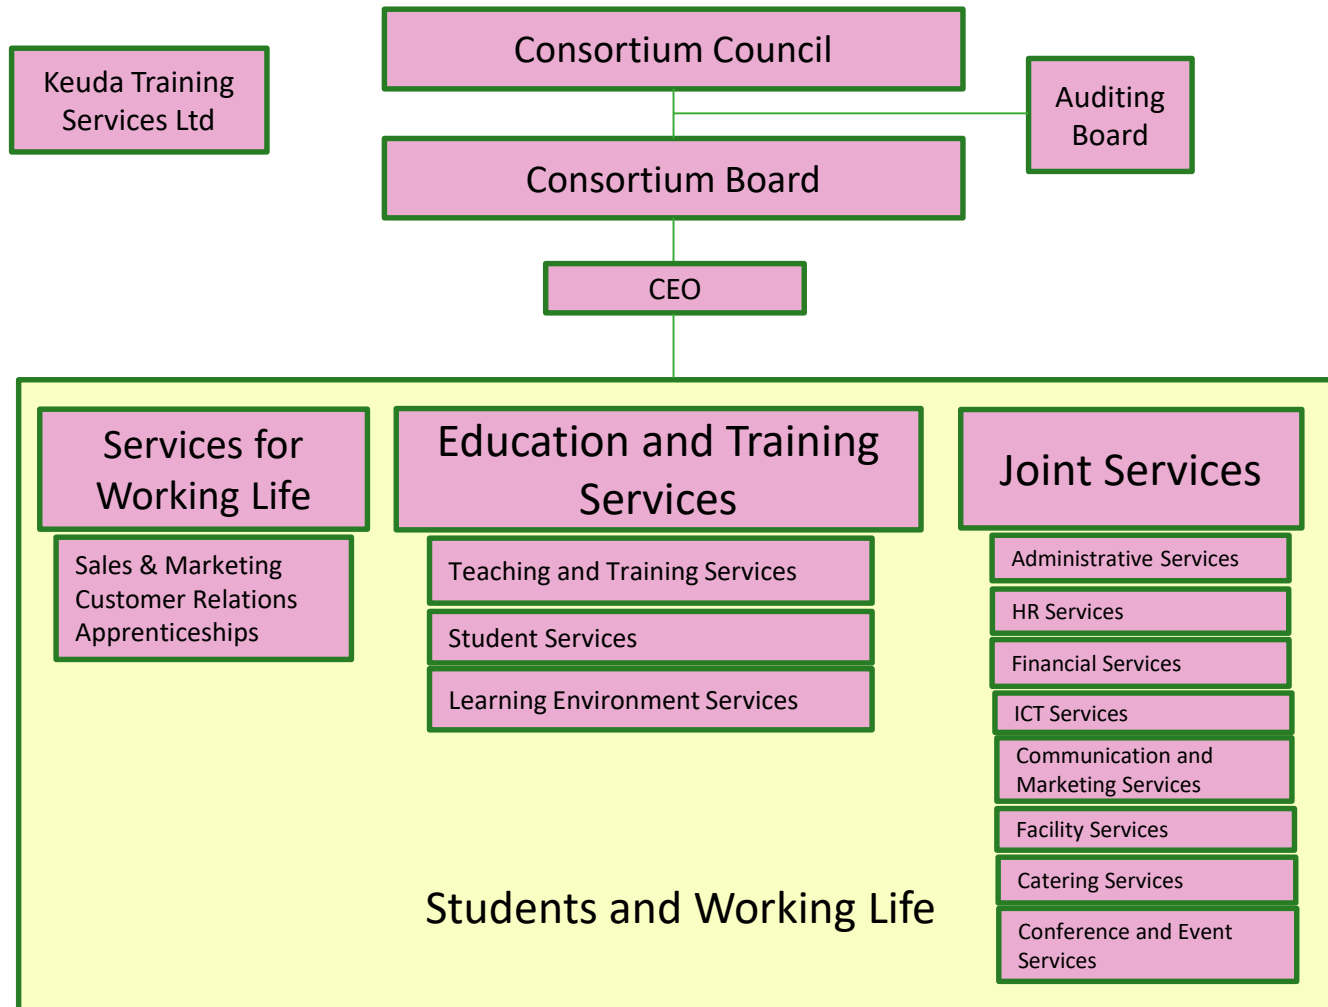 Consortium Council
Keuda Training
Services Ltd
Auditing
Board
Consortium Board
CEO
Services for
Working Life
Sales & Marketing
Customer Relations
Apprenticeships
Education and Training
Services
Teaching and Training Services
Student Services
Learning Environment Services
Joint Services
Administrative Services
HR Services
Financial Services
ICT Services
Communication and
Marketing Services
Facility Services
Catering Services
Conference and Event
Services
Students and Working Life